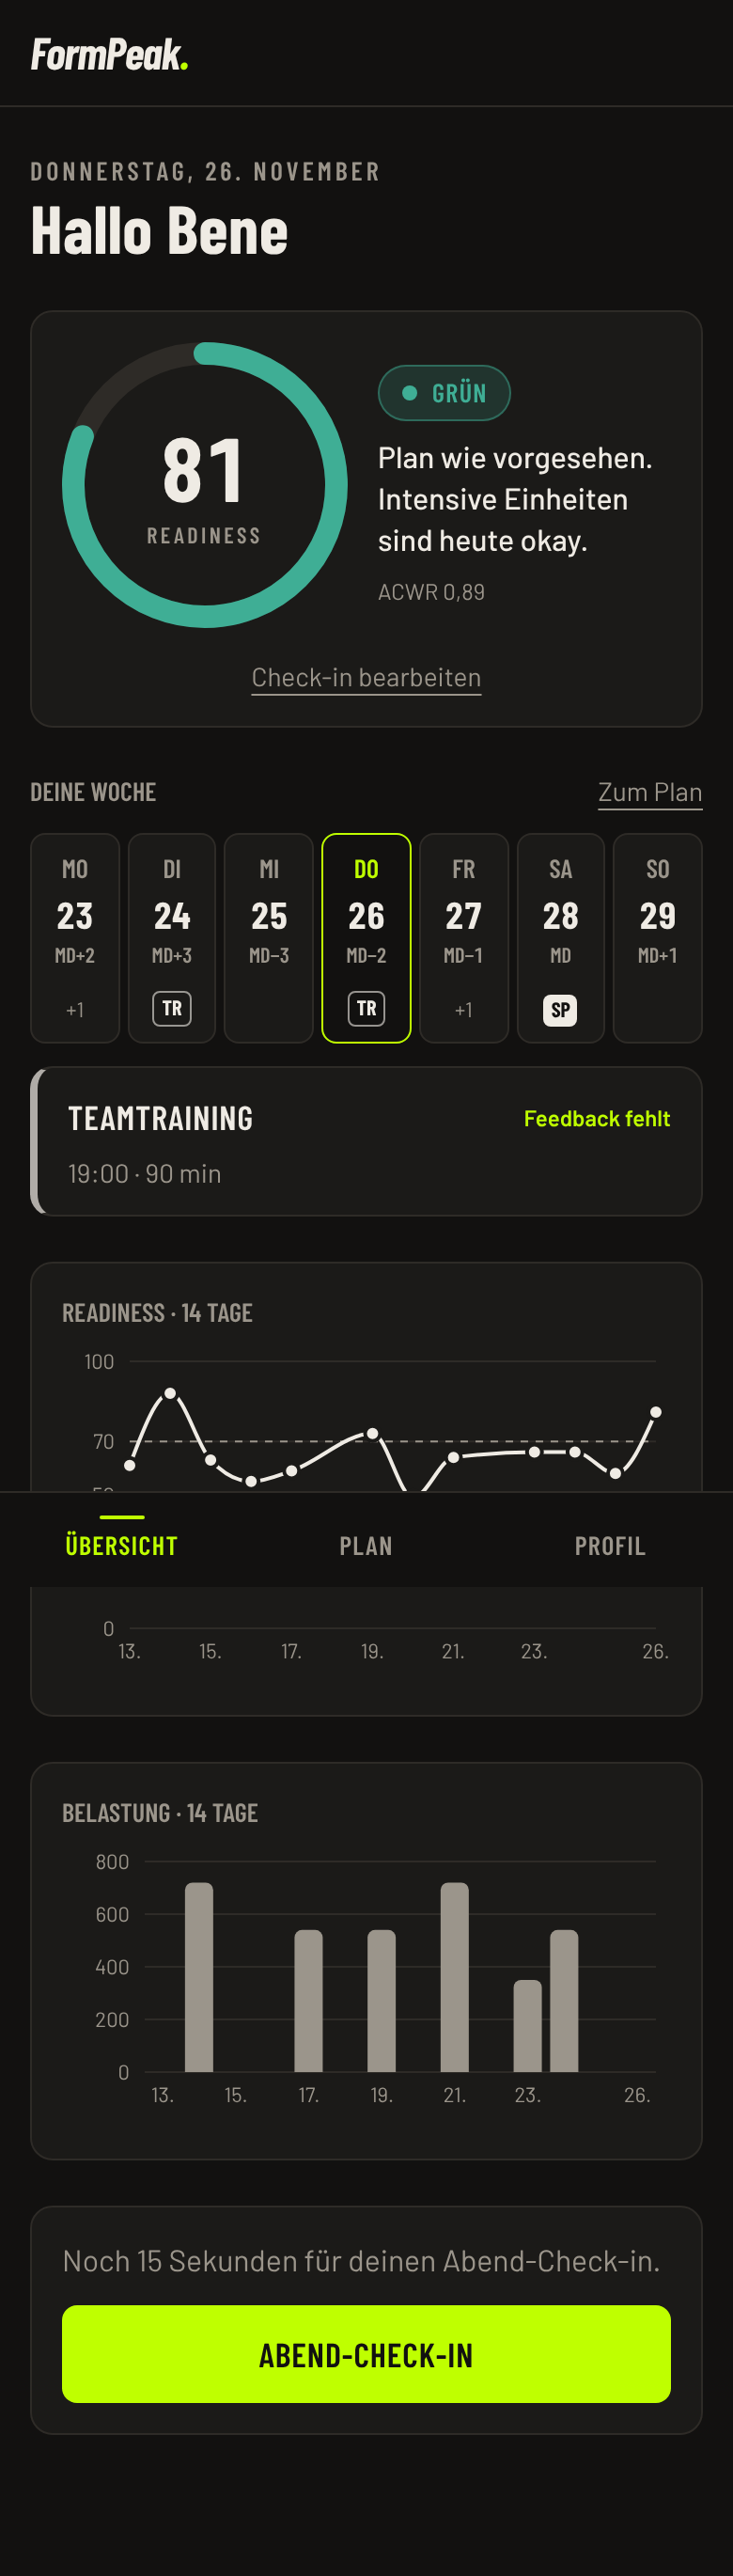 FormPeak.
DONNERSTAG, 26. NOVEMBER
Hallo Bene
81
READINESS
GRÜN
Plan wie vorgesehen.
Intensive Einheiten
sind heute okay.
ACWR 0,89
Check-in bearbeiten
DEINE WOCHE Zum Plan
MO DI MI DO FR SA SO
23 24 25 26 27 28 29
MD+2 MD+3 MD−3 MD−2 MD−1 MD MD+1
+1 TR TR +1 SP
TEAMTRAINING Feedback fehlt
19:00 · 90 min
READINESS · 14 TAGE
100
70
ÜBERSICHT PLAN PROFIL
0
13. 15. 17. 19. 21. 23. 26.
BELASTUNG · 14 TAGE
800
600
400
200
0
13. 15. 17. 19. 21. 23. 26.
Noch 15 Sekunden für deinen Abend-Check-in.
ABEND-CHECK-IN